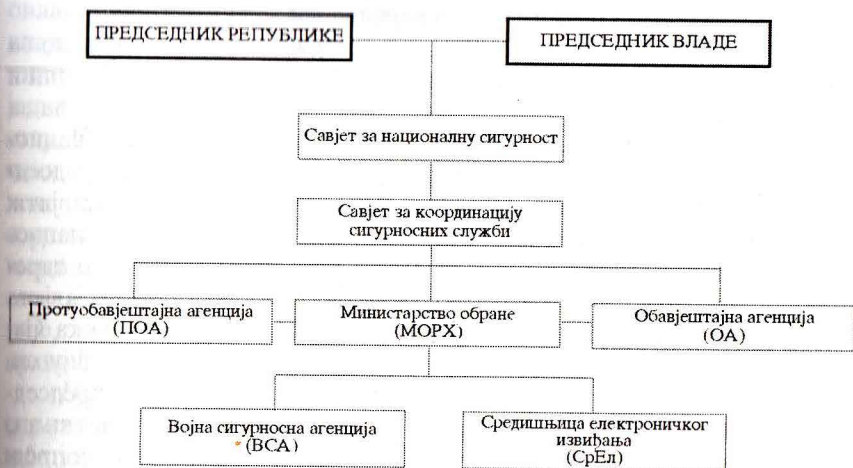 ПРЕДСЕДНИК РЕПУБЛИКЕ
ПРЕДСЕДНИК ВЛАДЕ
Савјет за националну сигурност
Савјет за координацију
сигурносних служби
Протуобавјештајна агенција
(ПОА)
Министарство обране
(МОРХ)
Обавјештајна агенција
(ОА)
Војна сигурносна агенција
(ВСА)
Средишњица електроничког
извиђања
(СрЕл)